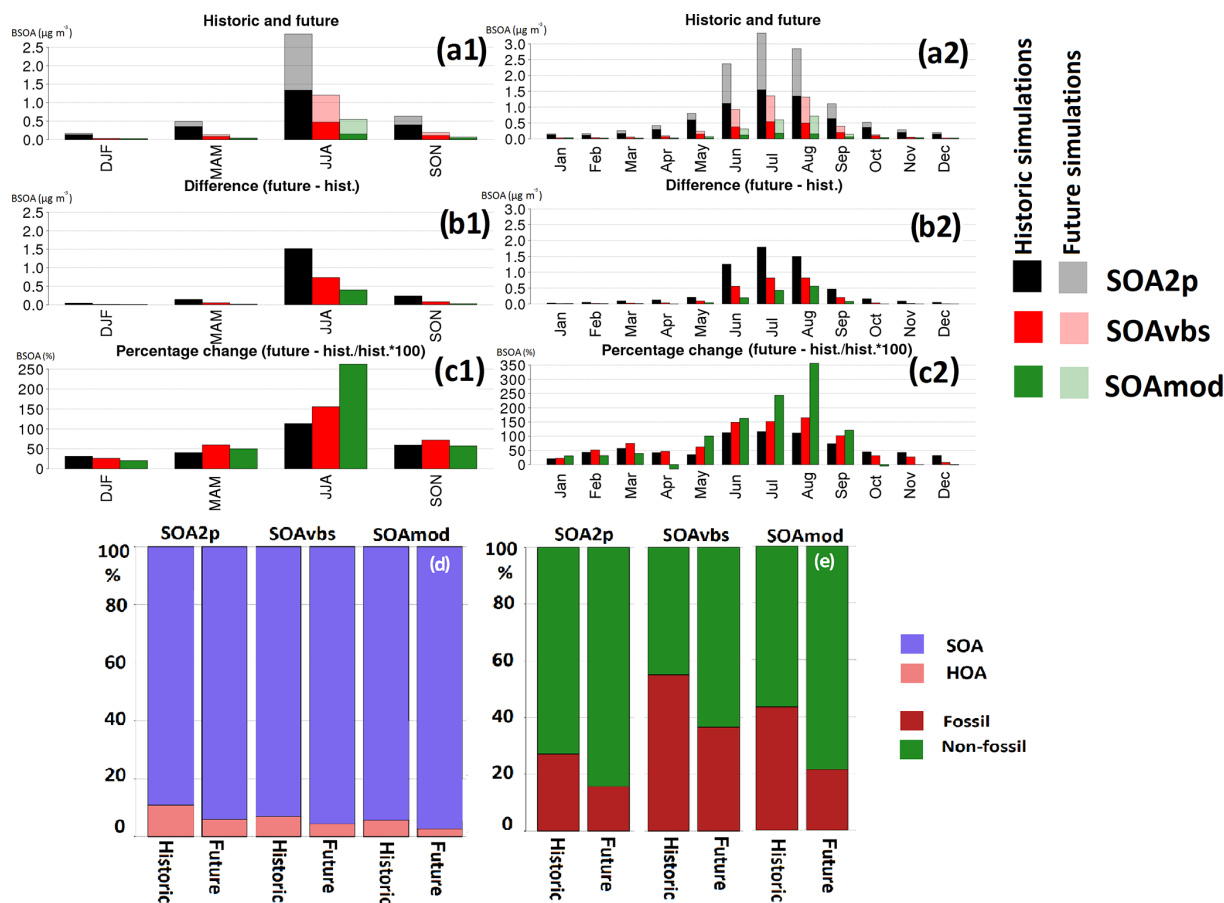 Historic and future
BSOA (µg m⁻³)
(a1)
2.5
2.0
1.5
1.0
0.5
0.0
DJF
MAM
JJA
SON
Difference (future - hist.)
BSOA (µg m⁻³)
(b1)
2.5
2.0
1.5
1.0
0.5
0.0
DJF
MAM
JJA
SON
Percentage change (future - hist./hist.*100)
BSOA (%)
(c1)
250
200
150
100
50
0
DJF
MAM
JJA
SON
Historic and future
BSOA (µg m⁻³)
(a2)
3.0
2.5
2.0
1.5
1.0
0.5
0.0
Jan
Feb
Mar
Apr
May
Jun
Jul
Aug
Sep
Oct
Nov
Dec
Difference (future - hist.)
BSOA (µg m⁻³)
(b2)
3.0
2.5
2.0
1.5
1.0
0.5
0.0
Jan
Feb
Mar
Apr
May
Jun
Jul
Aug
Sep
Oct
Nov
Dec
Percentage change (future - hist./hist.*100)
BSOA (%)
(c2)
350
300
250
200
150
100
50
0
Jan
Feb
Mar
Apr
May
Jun
Jul
Aug
Sep
Oct
Nov
Dec
Historic simulations
Future simulations
SOA2p
SOAvbs
SOAmod
SOA2p
SOAvbs
SOAmod
(d)
100
%
80
60
40
20
0
Historic
Future
Historic
Future
Historic
Future
SOA2p
SOAvbs
SOAmod
(e)
100
%
80
60
40
20
0
Historic
Future
Historic
Future
Historic
Future
SOA
HOA
Fossil
Non-fossil